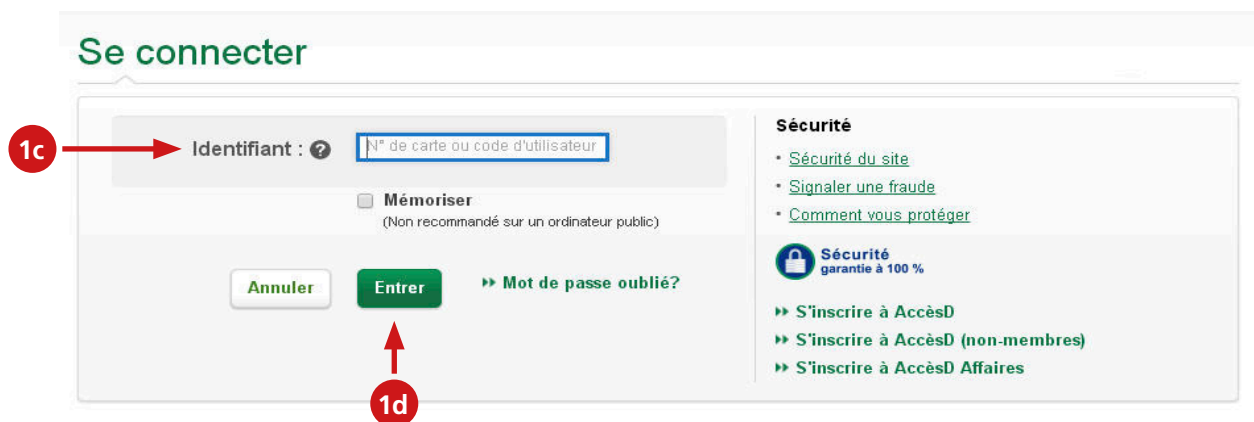 Se connecter
1c
Identifiant : ?
N° de carte ou code d'utilisateur
Mémoriser
(Non recommandé sur un ordinateur public)
Annuler
Entrer
Mot de passe oublié?
1d
Sécurité
• Sécurité du site
• Signaler une fraude
• Comment vous protéger
Sécurité
garantie à 100 %
S'inscrire à AccèsD
S'inscrire à AccèsD (non-membres)
S'inscrire à AccèsD Affaires